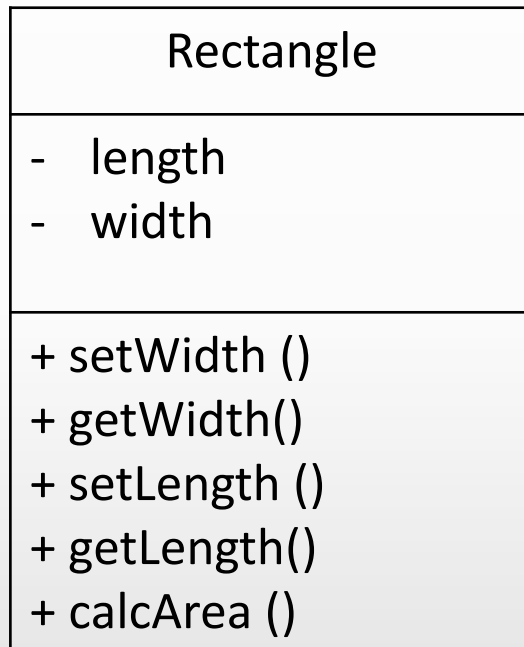 Rectangle
- length
- width
+ setWidth ()
+ getWidth()
+ setLength ()
+ getLength()
+ calcArea ()